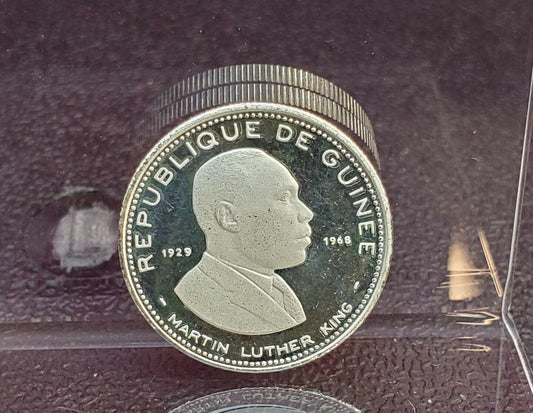 REPUBLIQUE DE GUINEE
1929
1968
- MARTIN LUTHER KING -